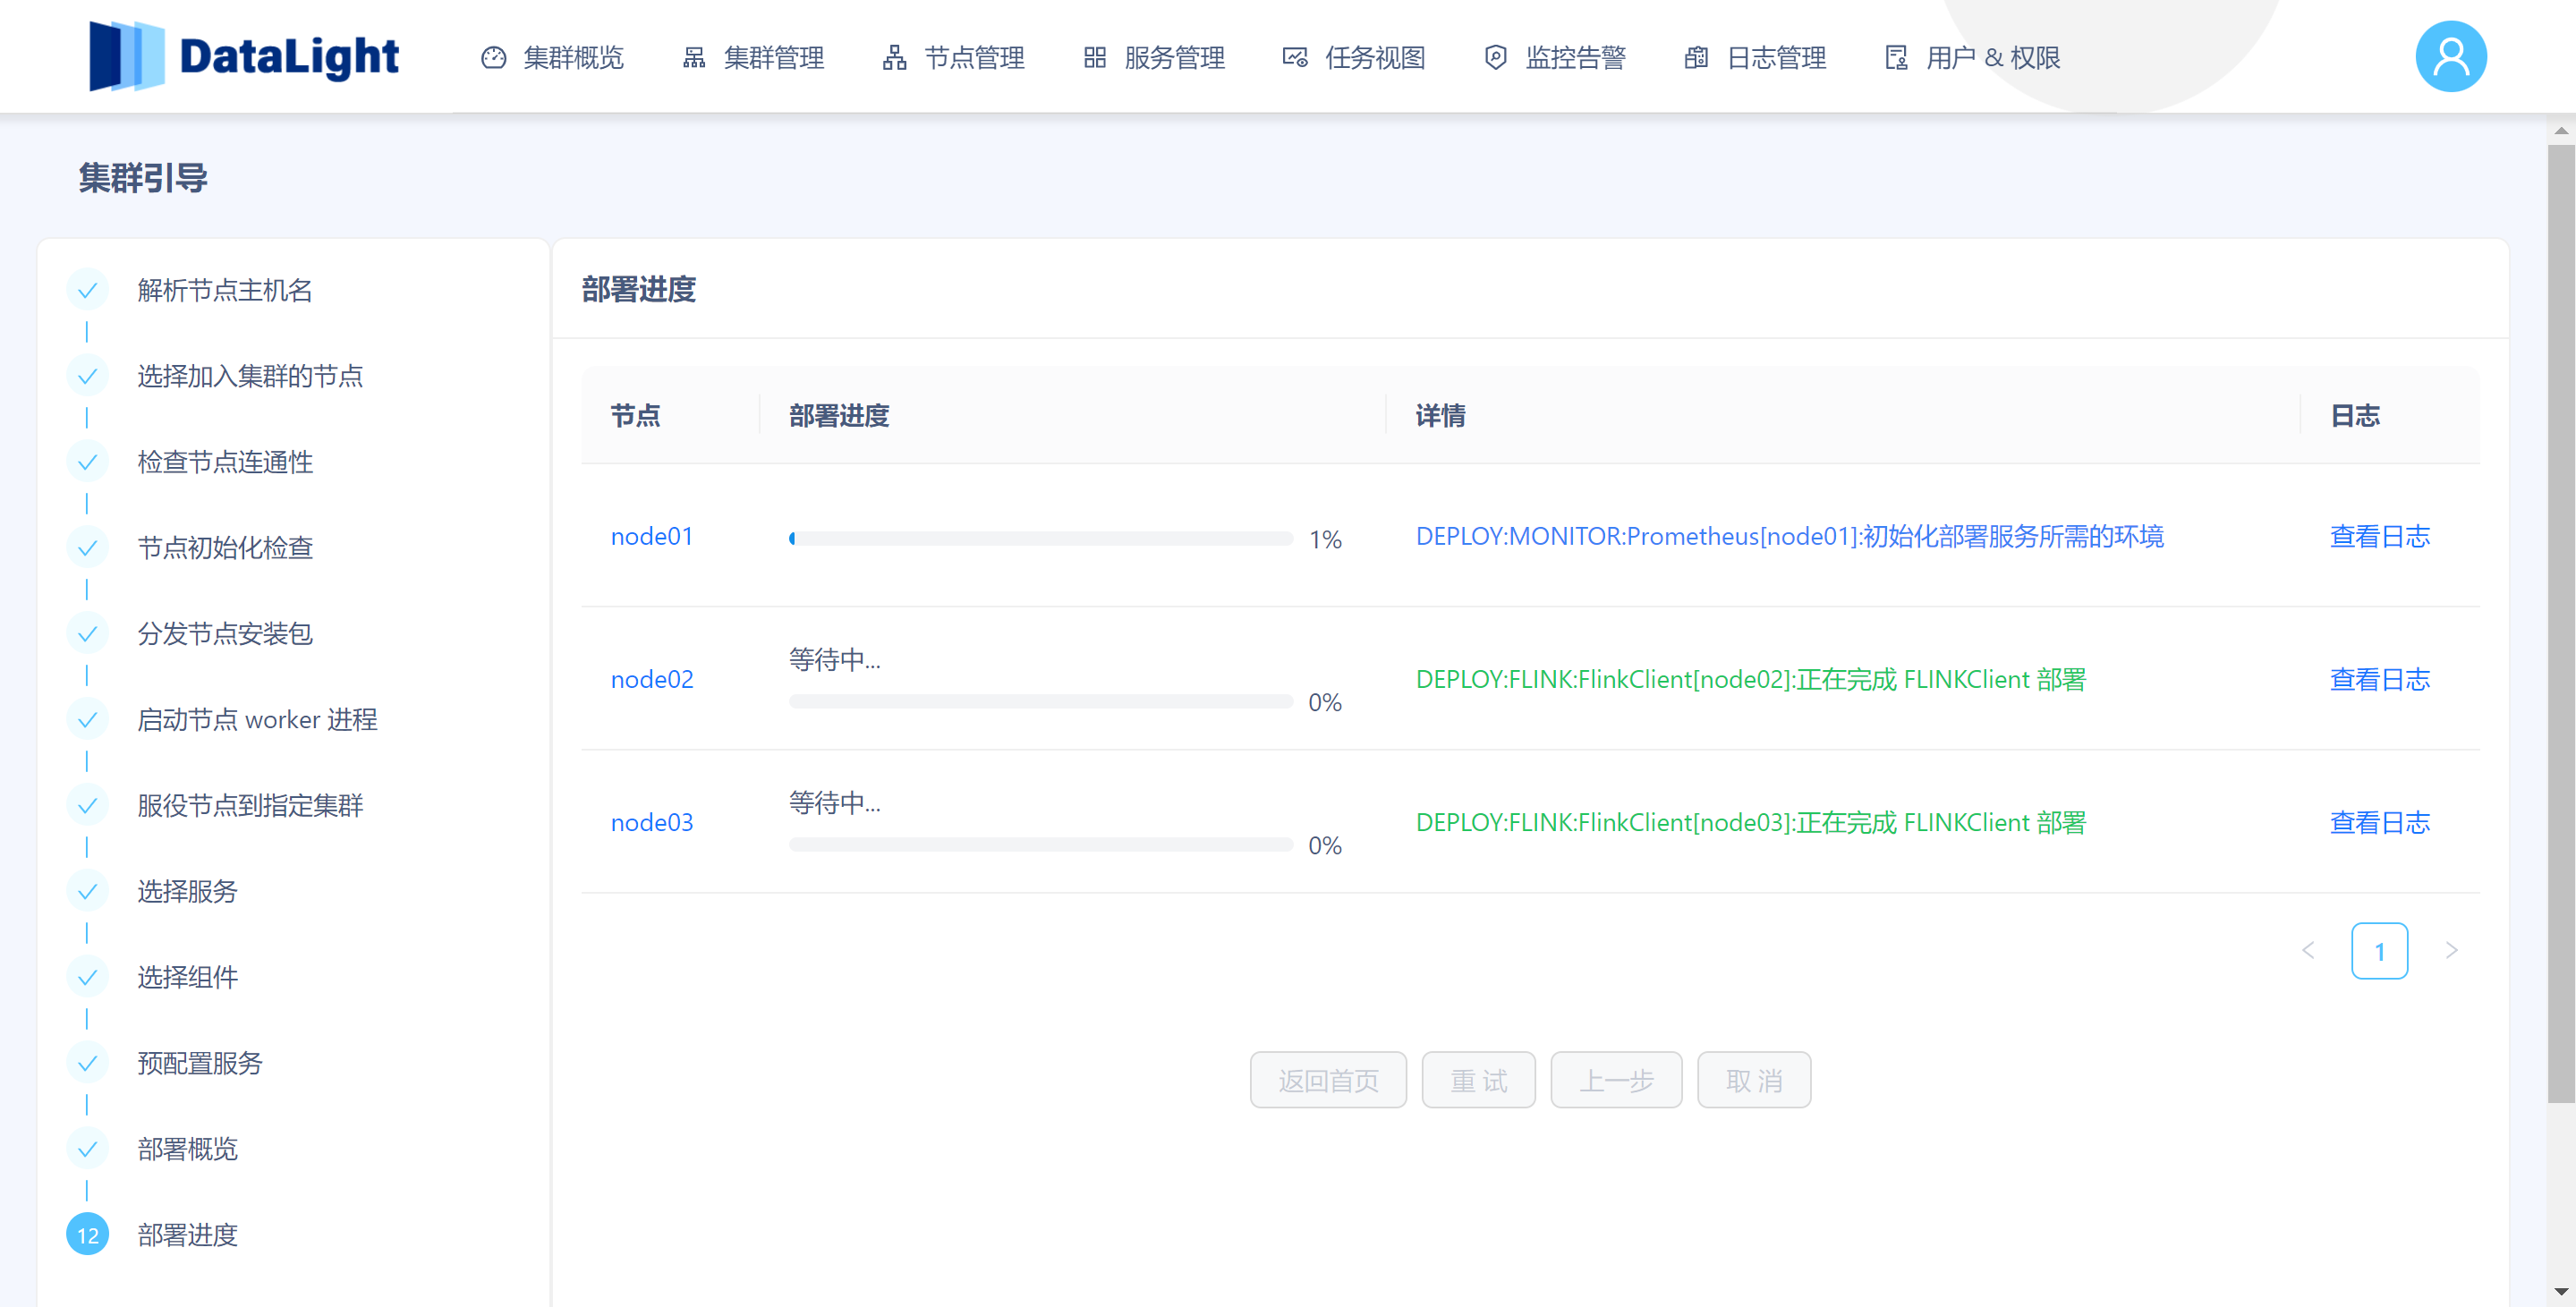 DataLight
集群概览 集群管理 节点管理 服务管理 任务视图 监控告警 日志管理 用户 & 权限
集群引导
解析节点主机名
选择加入集群的节点
检查节点连通性
节点初始化检查
分发节点安装包
启动节点 worker 进程
服役节点到指定集群
选择服务
选择组件
预配置服务
部署概览
12 部署进度
部署进度
节点 部署进度 详情 日志
node01 1% DEPLOY:MONITOR:Prometheus[node01]:初始化部署服务所需的环境 查看日志
等待中...
node02 0% DEPLOY:FLINK:FlinkClient[node02]:正在完成 FLINKClient 部署 查看日志
等待中...
node03 0% DEPLOY:FLINK:FlinkClient[node03]:正在完成 FLINKClient 部署 查看日志
< 1 >
返回首页 重 试 上一步 取 消